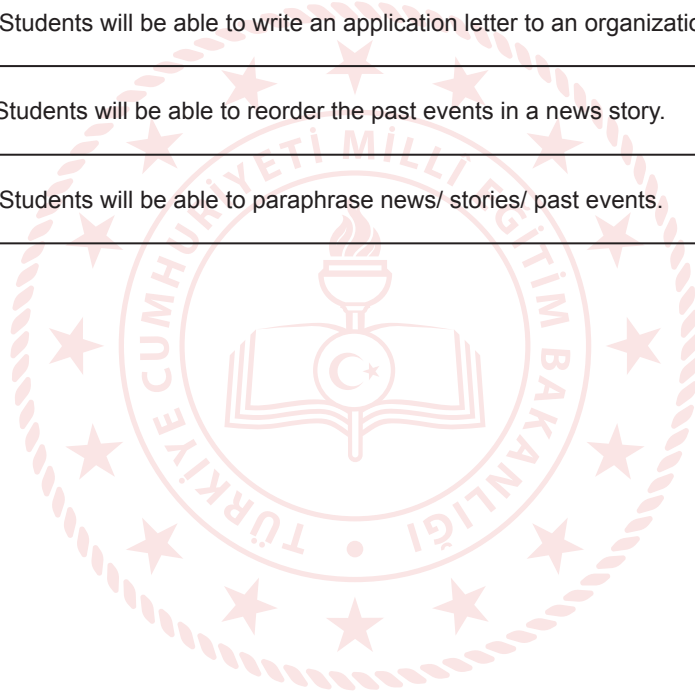 Students will be able to write an application letter to an
Students will be able to reorder the past events in a news story.
Students will be able to paraphrase news/ stories/ past events.
TÜRKİYE CUMHURİYETİ MİLLÎ EĞİTİM BAKANLIĞI